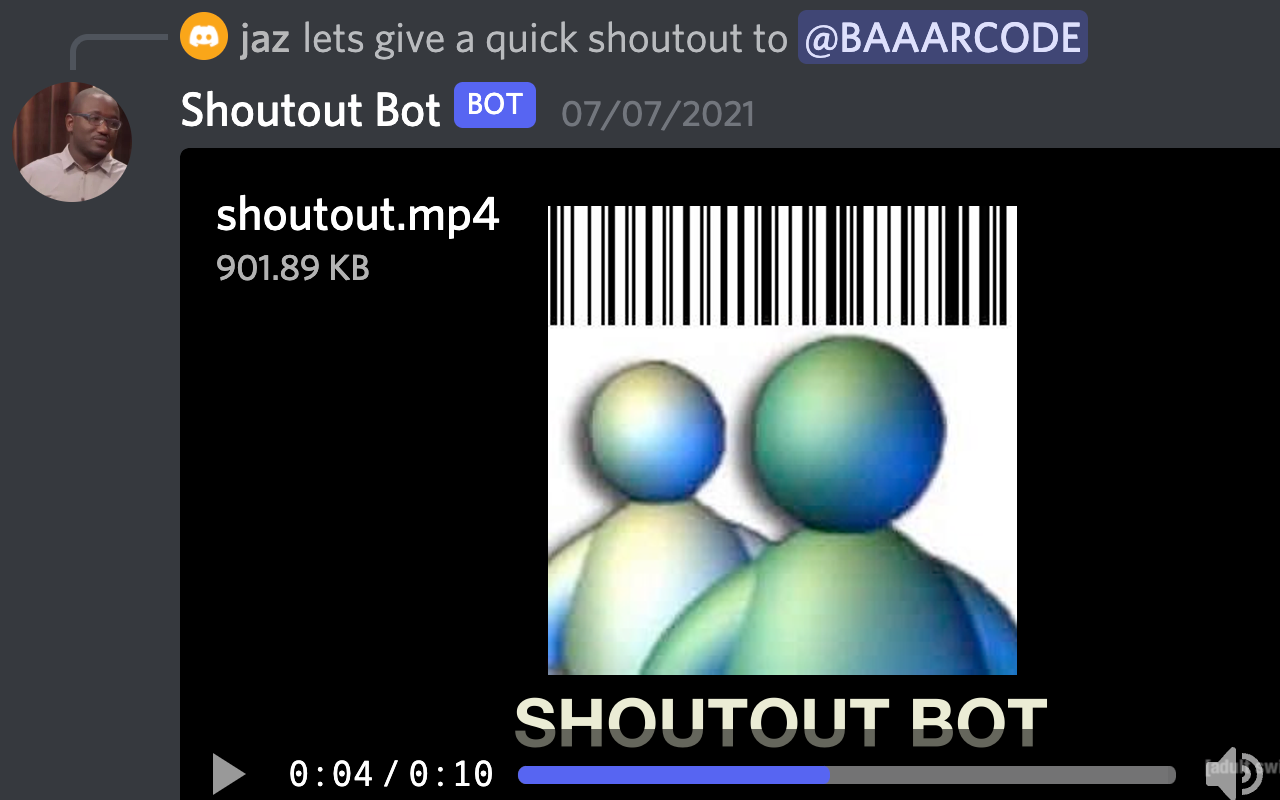 jaz lets give a quick shoutout to @BAAARCODE
Shoutout Bot BOT 07/07/2021
shoutout.mp4
901.89 KB
SHOUTOUT BOT
0:04 / 0:10